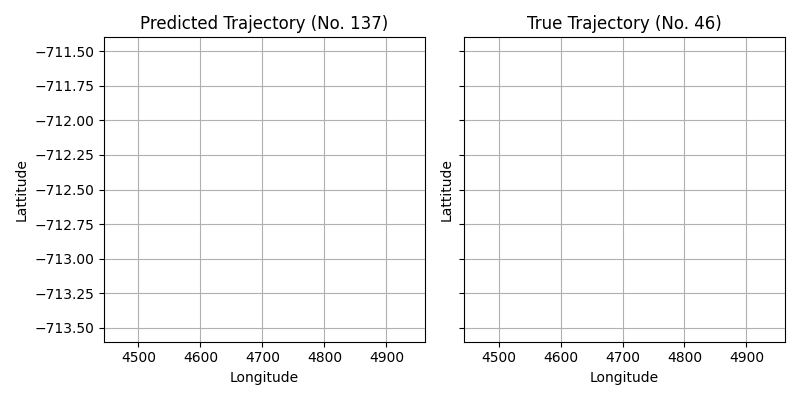 Predicted Trajectory (No. 137)
−711.50
−711.75
−712.00
−712.25
−712.50
−712.75
−713.00
−713.25
−713.50
Lattitude
4500 4600 4700 4800 4900
Longitude
True Trajectory (No. 46)
Lattitude
4500 4600 4700 4800 4900
Longitude